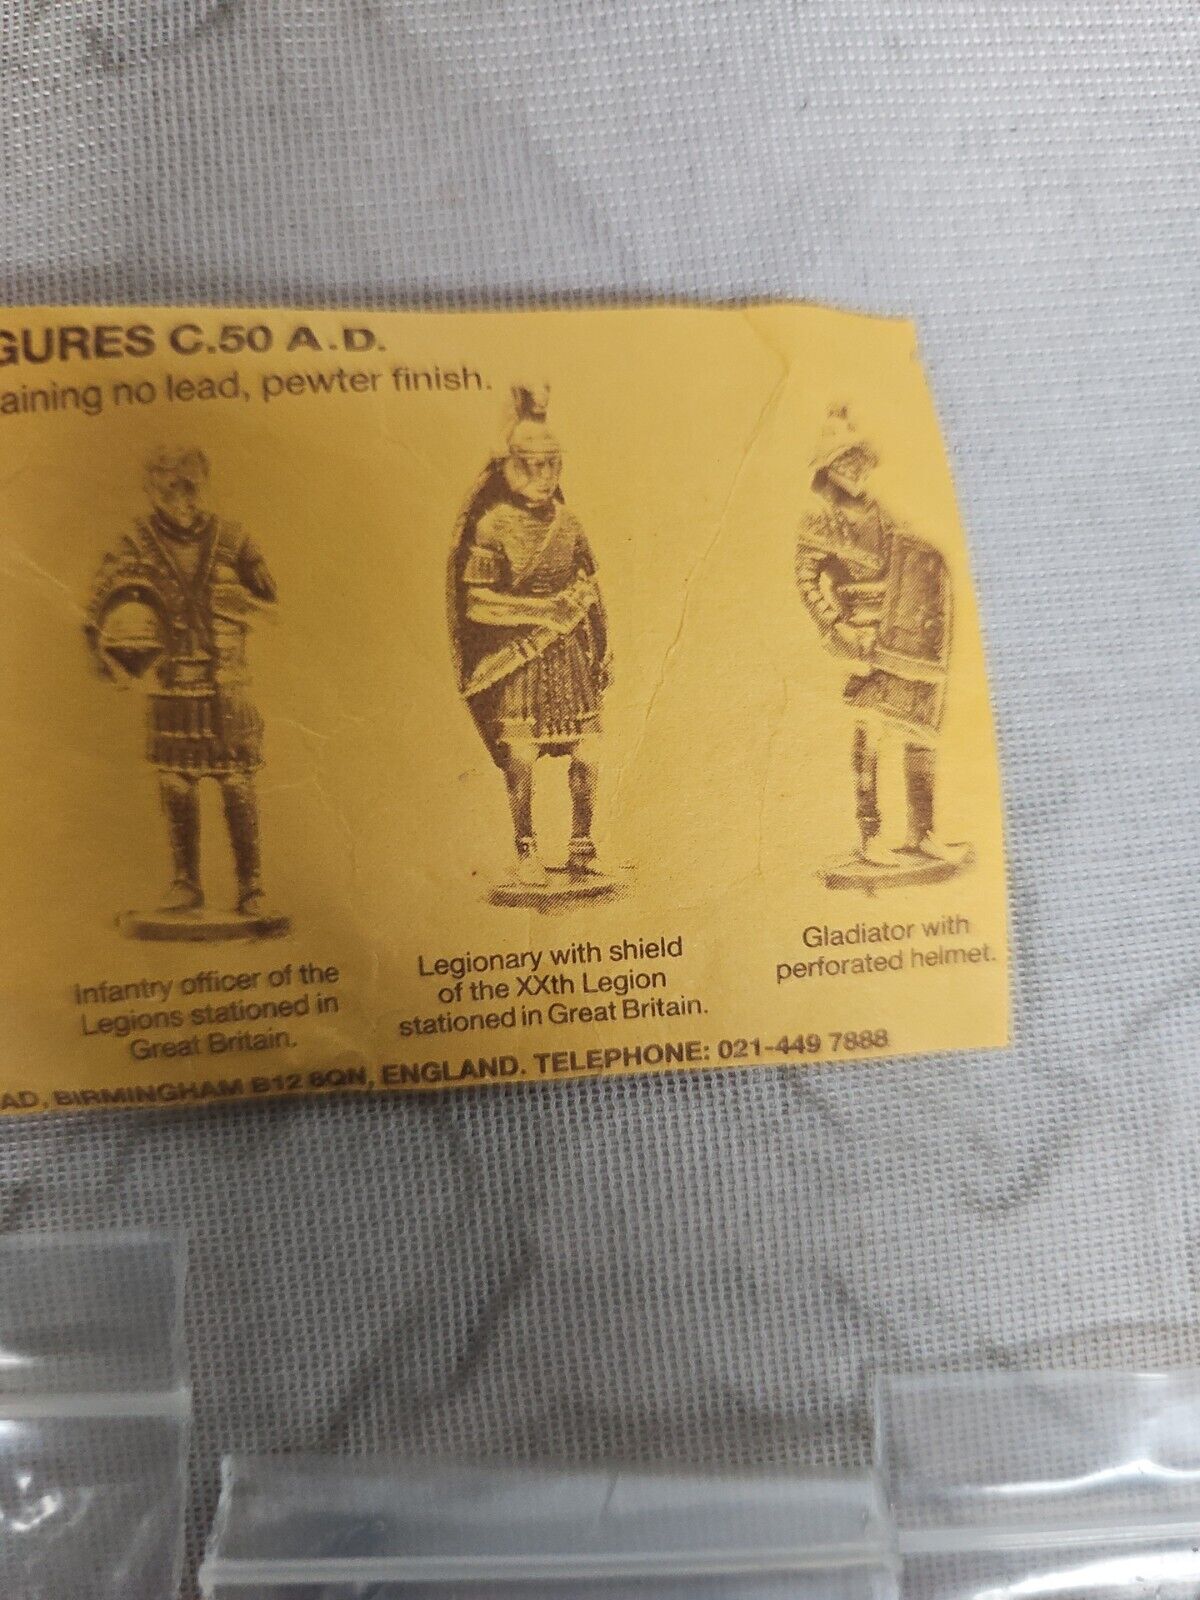 GURES C.50 A.D.
aining no lead, pewter finish.
Infantry officer of the
Legions stationed in
Great Britain.
Legionary with shield
of the XXth Legion
stationed in Great Britain.
Gladiator with
perforated helmet.
AD, BIRMINGHAM B12 8QN, ENGLAND. TELEPHONE: 021-449 7888